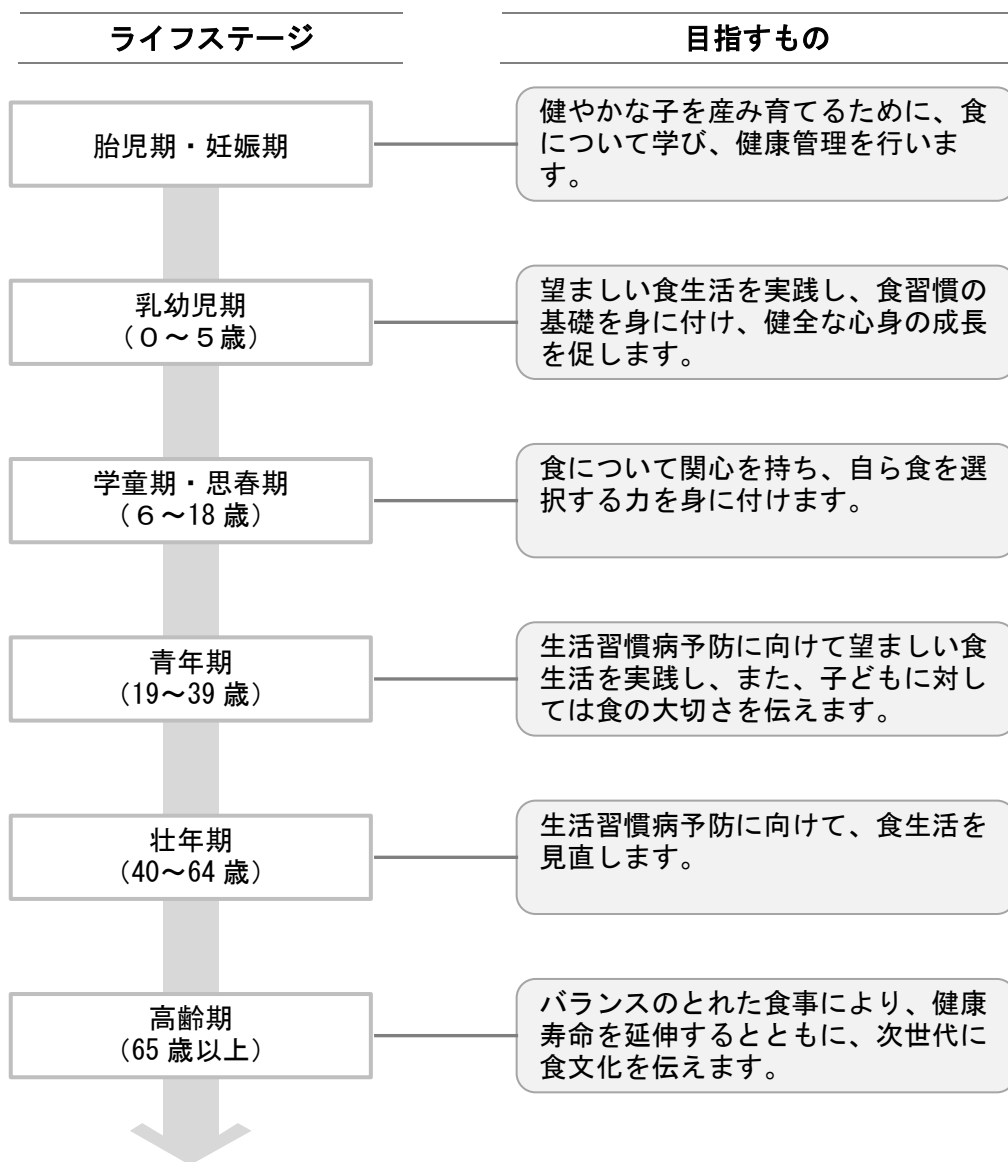 ライフステージ
目指すもの
胎児期・妊娠期
健やかな子を産み育てるために、食
について学び、健康管理を行いま
す。
乳幼児期
（０～５歳）
望ましい食生活を実践し、食習慣の
基礎を身に付け、健全な心身の成長
を促します。
学童期・思春期
（６～18 歳）
食について関心を持ち、自ら食を選
択する力を身に付けます。
青年期
（19～39 歳）
生活習慣病予防に向けて望ましい食
生活を実践し、また、子どもに対し
ては食の大切さを伝えます。
壮年期
（40～64 歳）
生活習慣病予防に向けて、食生活を
見直します。
高齢期
（65 歳以上）
バランスのとれた食事により、健康
寿命を延伸するとともに、次世代に
食文化を伝えます。